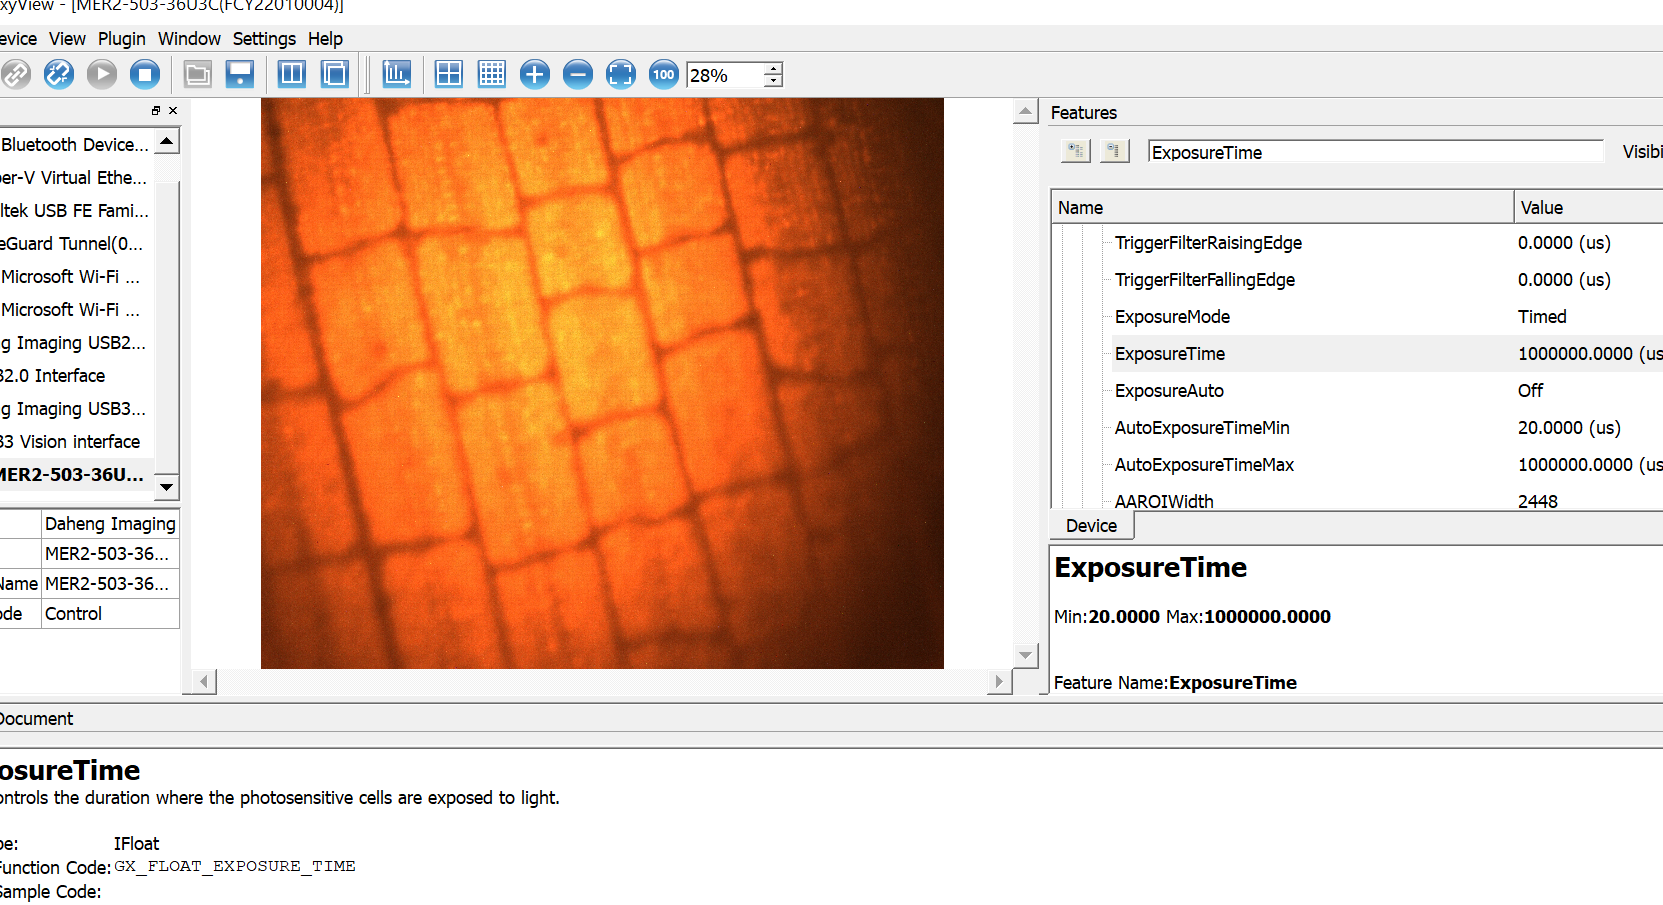 xyView - [MER2-503-36U3C(FCY22010004)]
evice View Plugin Window Settings Help
100 28%
Bluetooth Device...
er-V Virtual Ethe...
ltek USB FE Fami...
eGuard Tunnel(0...
Microsoft Wi-Fi ...
Microsoft Wi-Fi ...
g Imaging USB2...
32.0 Interface
g Imaging USB3...
33 Vision interface
MER2-503-36U...
Daheng Imaging
MER2-503-36...
Name MER2-503-36...
ode Control
Features
ExposureTime Visibi
Name Value
TriggerFilterRaisingEdge 0.0000 (us)
TriggerFilterFallingEdge 0.0000 (us)
ExposureMode Timed
ExposureTime 1000000.0000 (us
ExposureAuto Off
AutoExposureTimeMin 20.0000 (us)
AutoExposureTimeMax 1000000.0000 (us
AAROIWidth 2448
Device
ExposureTime
Min:20.0000 Max:1000000.0000
Feature Name:ExposureTime
Document
osureTime
ontrols the duration where the photosensitive cells are exposed to light.
pe: IFloat
Function Code: GX_FLOAT_EXPOSURE_TIME
Sample Code: